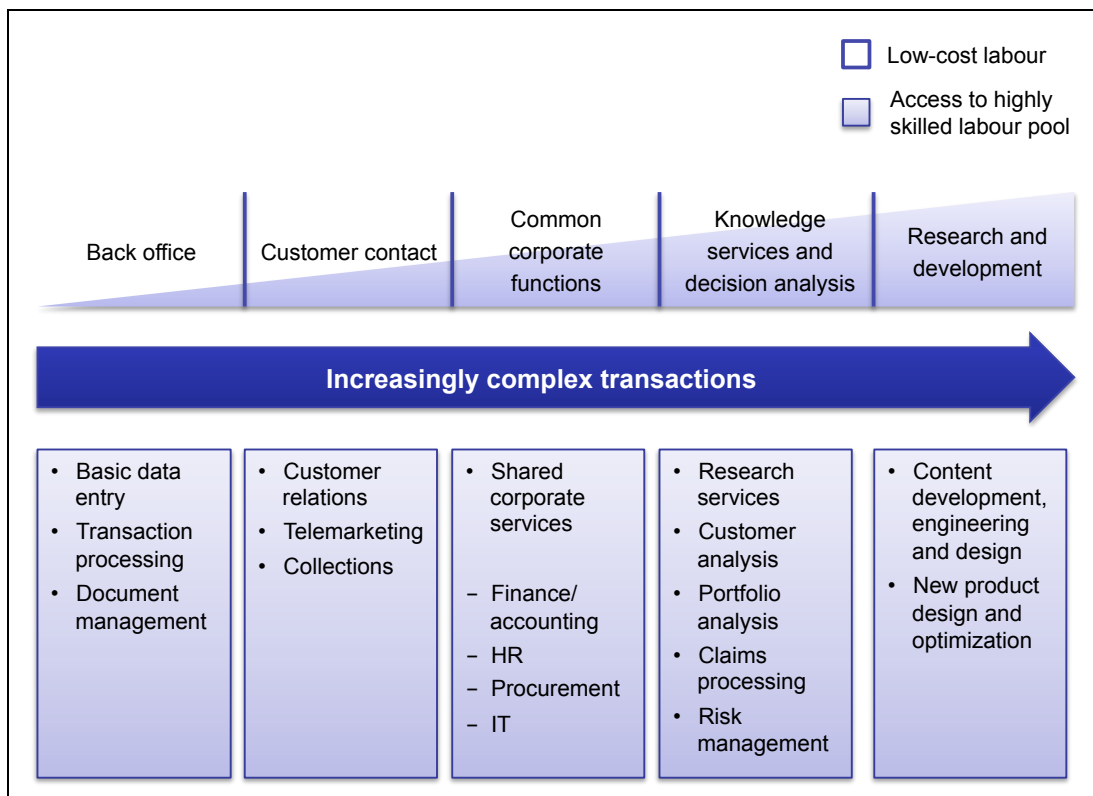 Low-cost labour
Access to highly
skilled labour pool
Back office
Customer contact
Common
corporate
functions
Knowledge
services and
decision analysis
Research and
development
Increasingly complex transactions
• Basic data
entry
• Transaction
processing
• Document
management
• Customer
relations
• Telemarketing
• Collections
• Shared
corporate
services
– Finance/
accounting
– HR
– Procurement
– IT
• Research
services
• Customer
analysis
• Portfolio
analysis
• Claims
processing
• Risk
management
• Content
development,
engineering
and design
• New product
design and
optimization